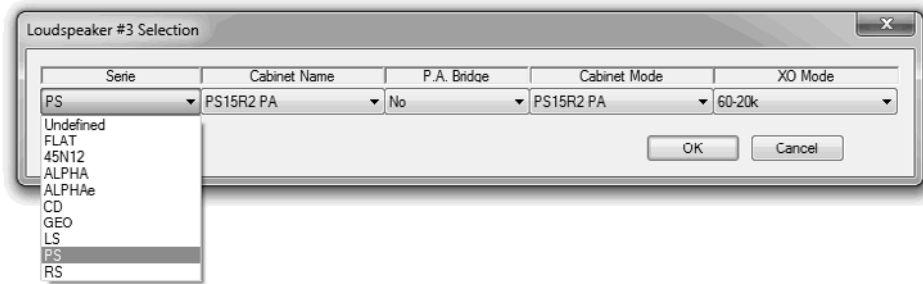 Loudspeaker #3 Selection
x
Serie Cabinet Name P.A. Bridge Cabinet Mode XO Mode
PS PS15R2 PA No PS15R2 PA 60-20k
Undefined
FLAT
45N12
ALPHA
ALPHAe
CD
GEO
LS
PS
RS
OK Cancel